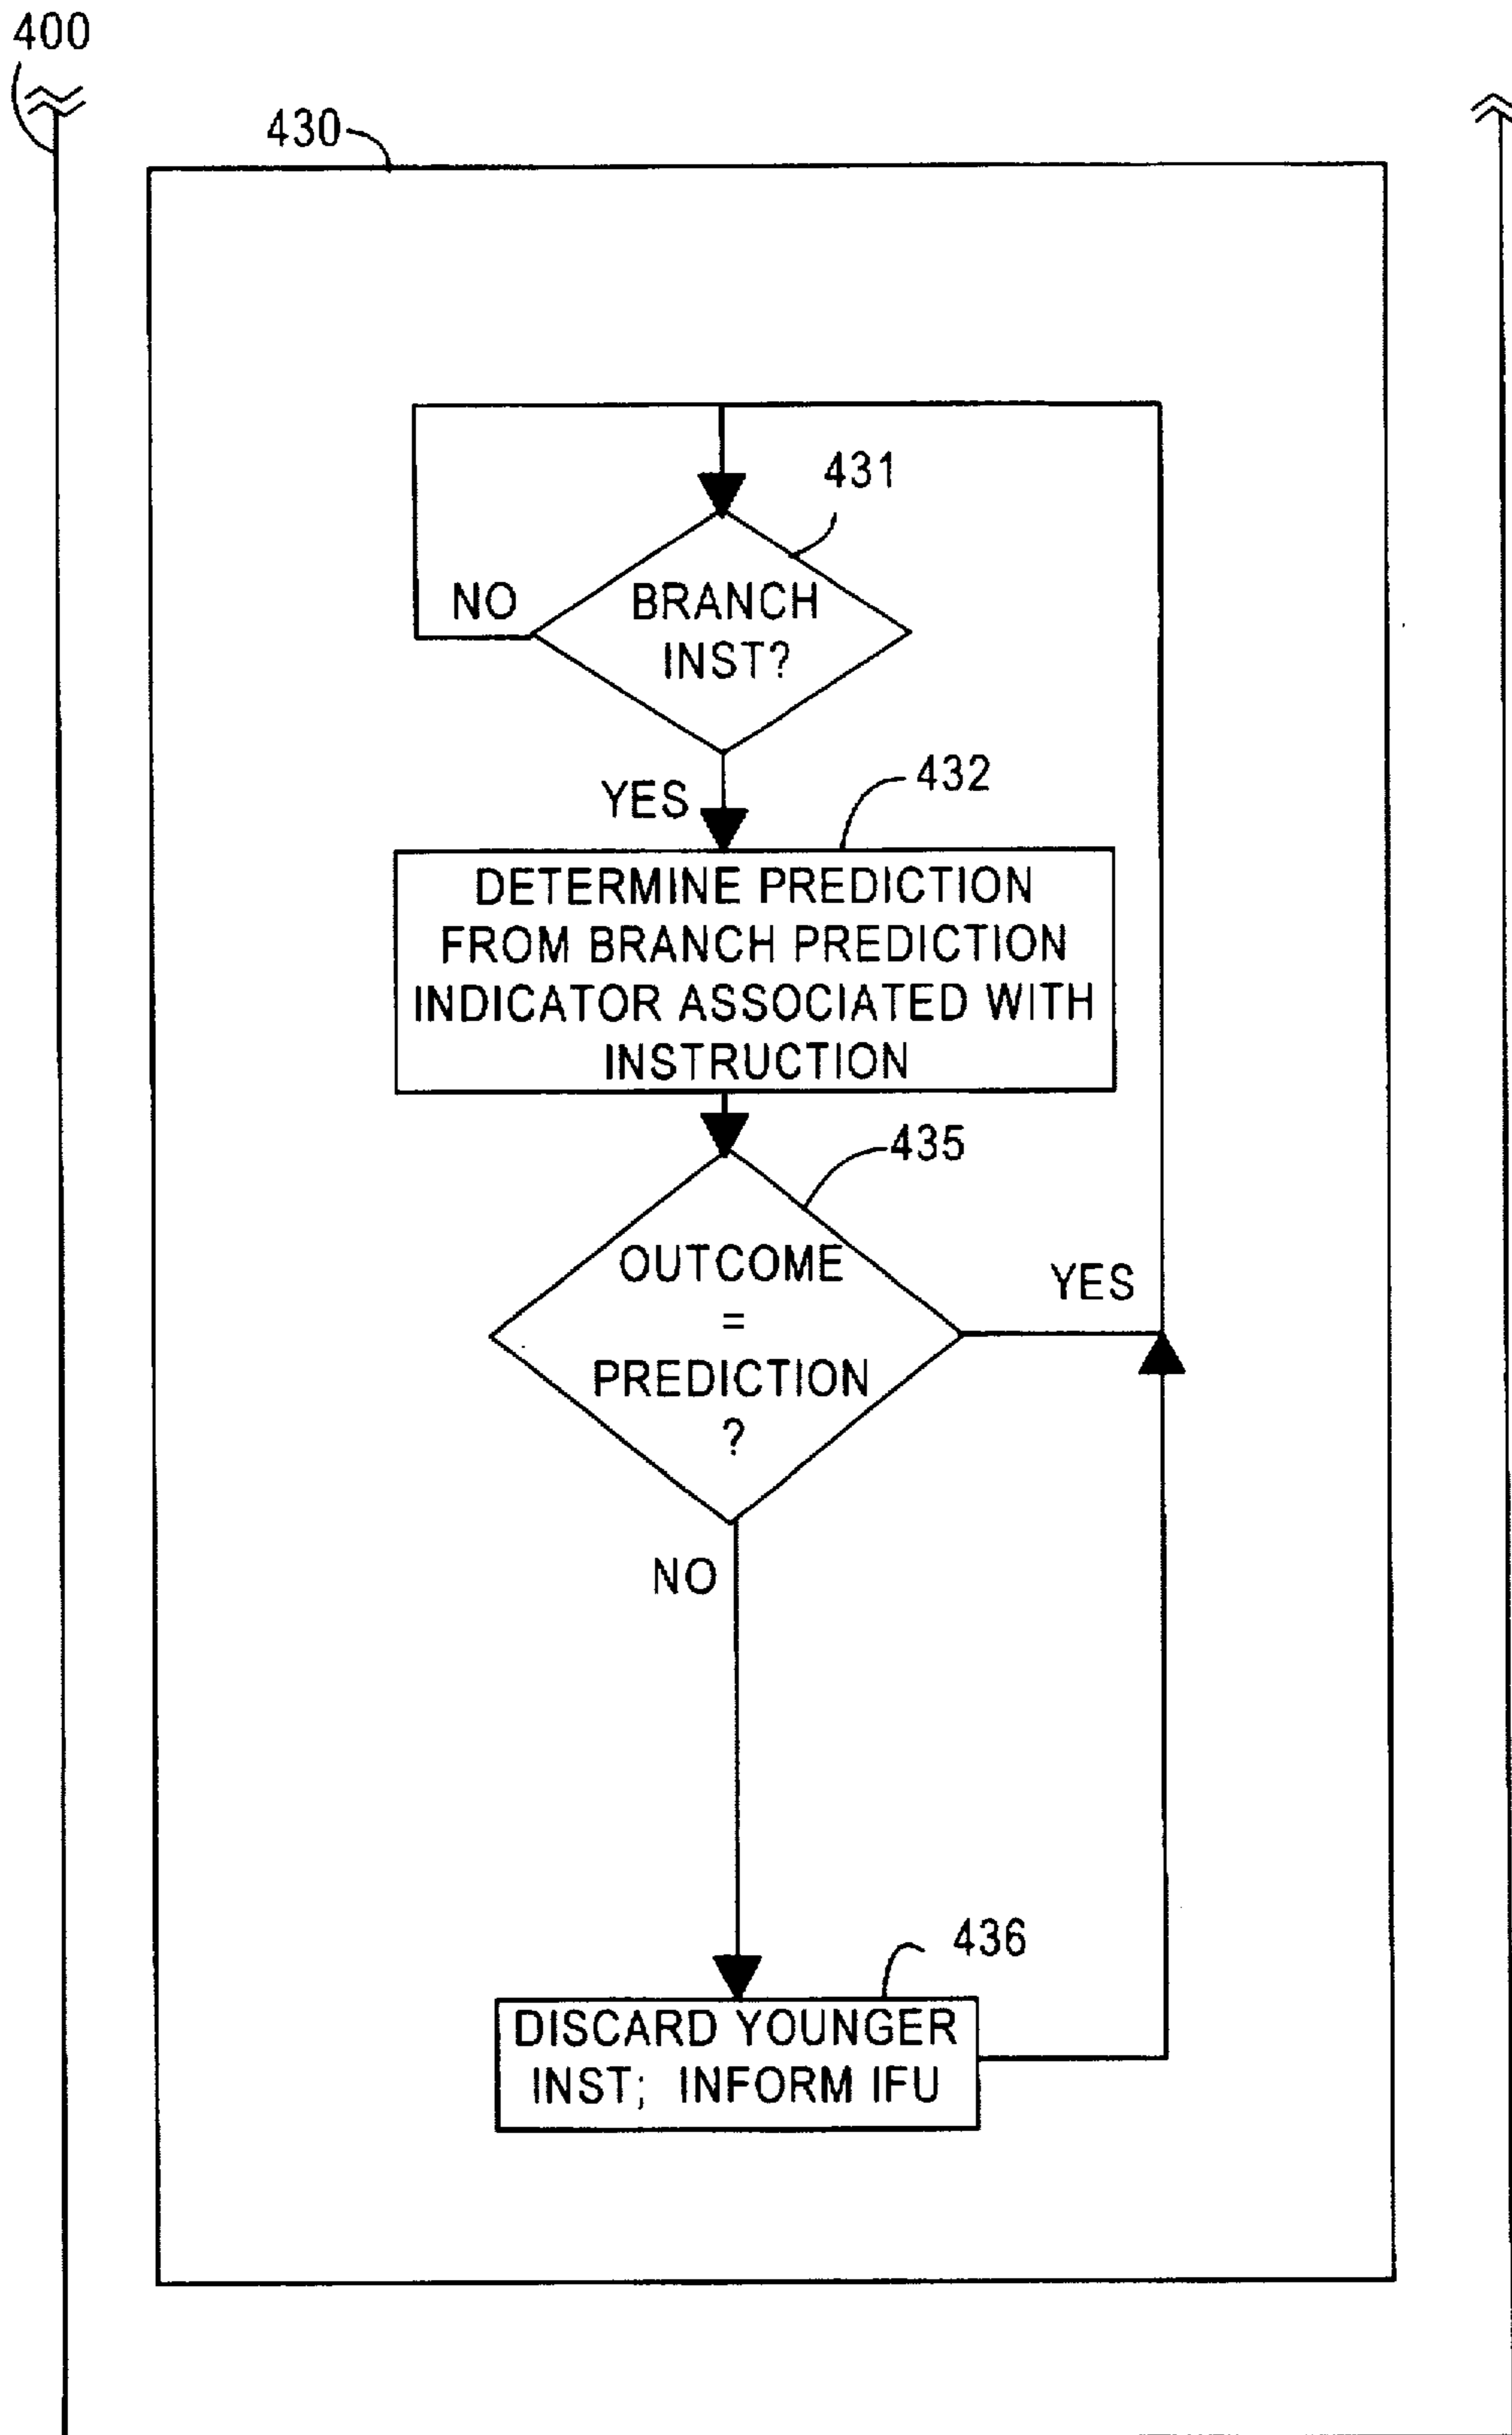 400
430
431
NO
BRANCH
INST?
YES
432
DETERMINE PREDICTION
FROM BRANCH PREDICTION
INDICATOR ASSOCIATED WITH
INSTRUCTION
435
OUTCOME
=
PREDICTION
?
YES
NO
436
DISCARD YOUNGER
INST; INFORM IFU